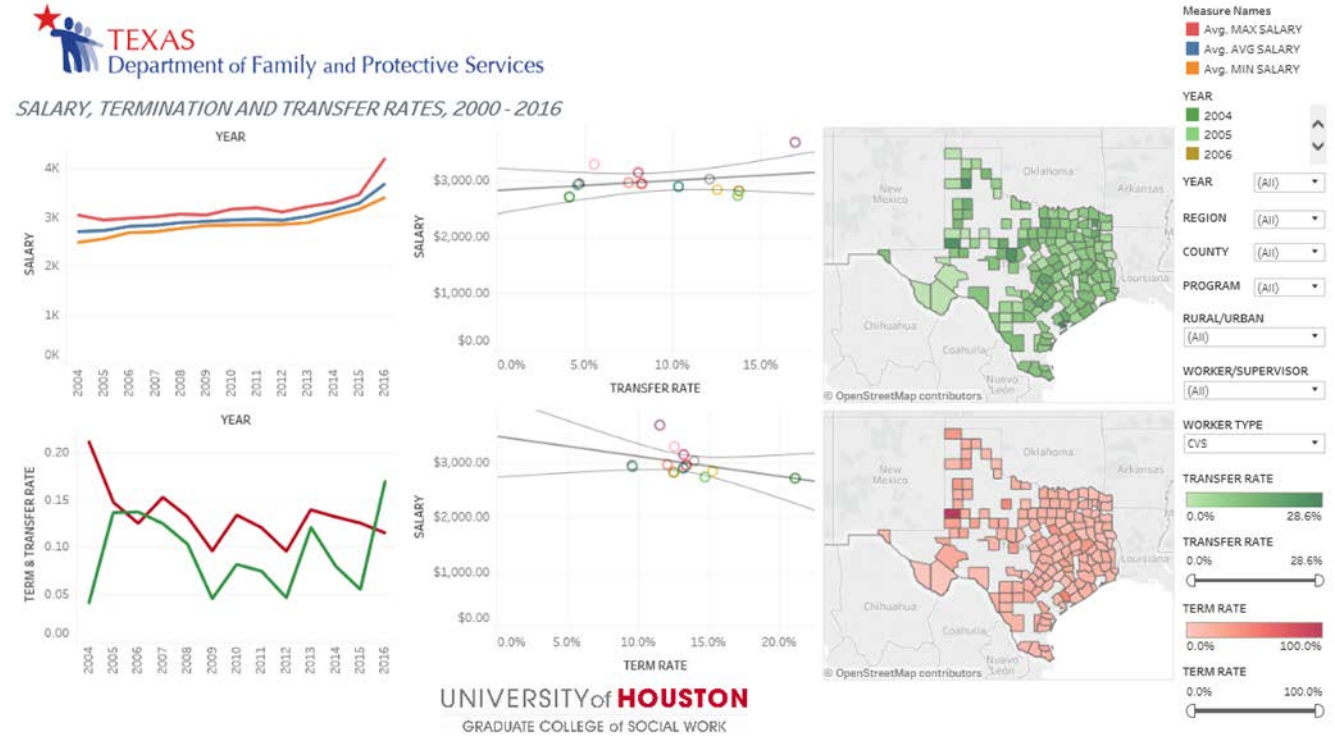 TEXAS
Department of Family and Protective Services
SALARY, TERMINATION AND TRANSFER RATES, 2000 - 2016
YEAR
4K
3K
2K
1K
0K
SALARY
2004 2005 2006 2007 2008 2009 2010 2011 2012 2013 2014 2015 2016
$3,000.00
$2,000.00
$1,000.00
$0.00
SALARY
0.0% 5.0% 10.0% 15.0%
TRANSFER RATE
New Mexico
Oklahoma
Arkansas
Louisiana
Chihuahua
Coahuila
Nuevo León
© OpenStreetMap contributors
YEAR
0.20
0.15
0.10
0.05
0.00
TERM & TRANSFER RATE
2004 2005 2006 2007 2008 2009 2010 2011 2012 2013 2014 2015 2016
$3,000.00
$2,000.00
$1,000.00
$0.00
SALARY
0.0% 5.0% 10.0% 15.0% 20.0%
TERM RATE
New Mexico
Oklahoma
Arkansas
Louisiana
Chihuahua
Coahuila
Nuevo León
© OpenStreetMap contributors
Measure Names
Avg. MAX SALARY
Avg. AVG SALARY
Avg. MIN SALARY
YEAR
2004
2005
2006
YEAR (All)
REGION (All)
COUNTY (All)
PROGRAM (All)
RURAL/URBAN
(All)
WORKER/SUPERVISOR
(All)
WORKER TYPE
CVS
TRANSFER RATE
0.0% 28.6%
TRANSFER RATE
0.0% 28.6%
TERM RATE
0.0% 100.0%
TERM RATE
0.0% 100.0%
UNIVERSITY of HOUSTON
GRADUATE COLLEGE of SOCIAL WORK